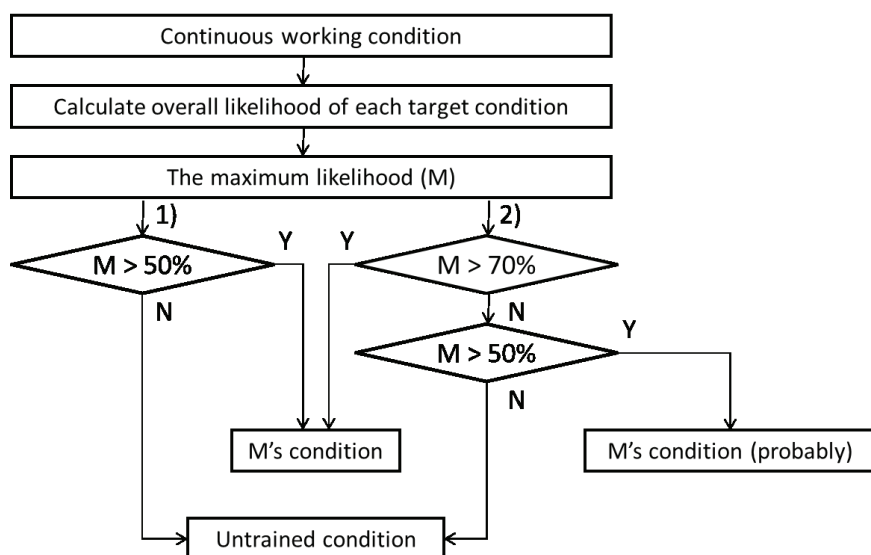 Continuous working condition
Calculate overall likelihood of each target condition
The maximum likelihood (M)
1)
2)
Y
Y
M > 50%
M > 70%
N
N
Y
M > 50%
N
M's condition
M's condition (probably)
Untrained condition